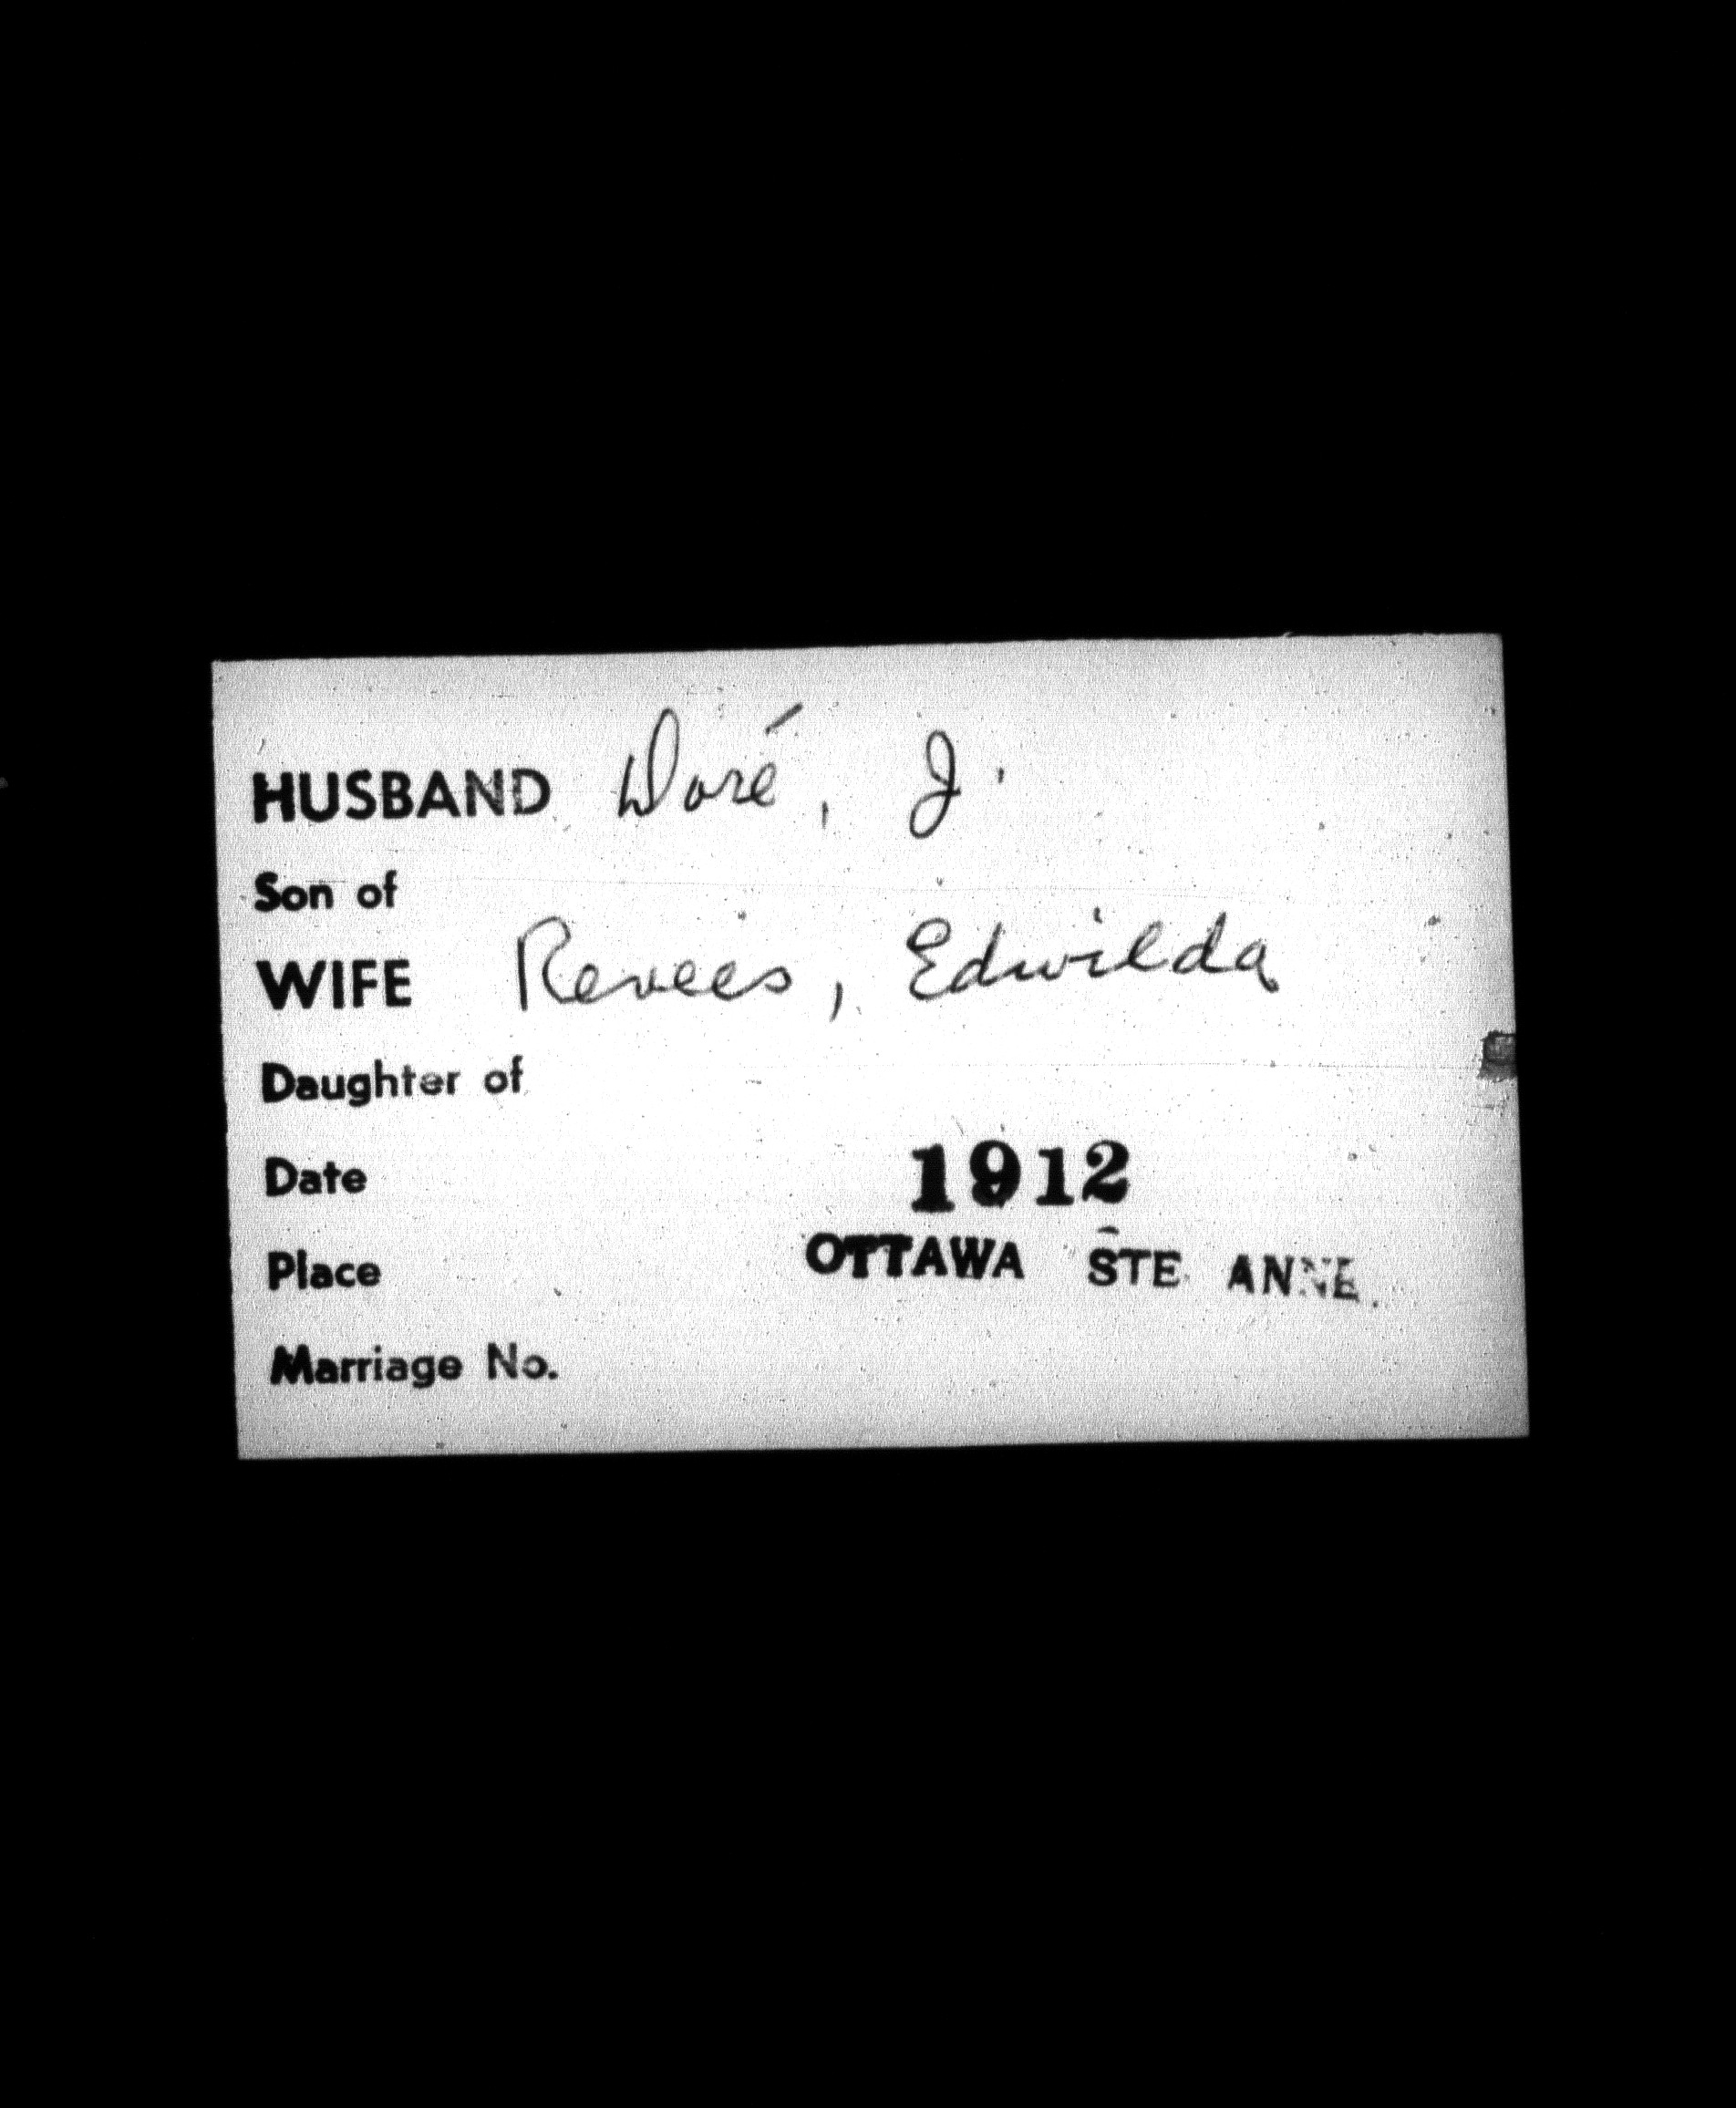 HUSBAND Doré, J.
Son of
WIFE Revees, Edwilda
Daughter of
Date 1912
Place OTTAWA STE ANNE.
Marriage No.